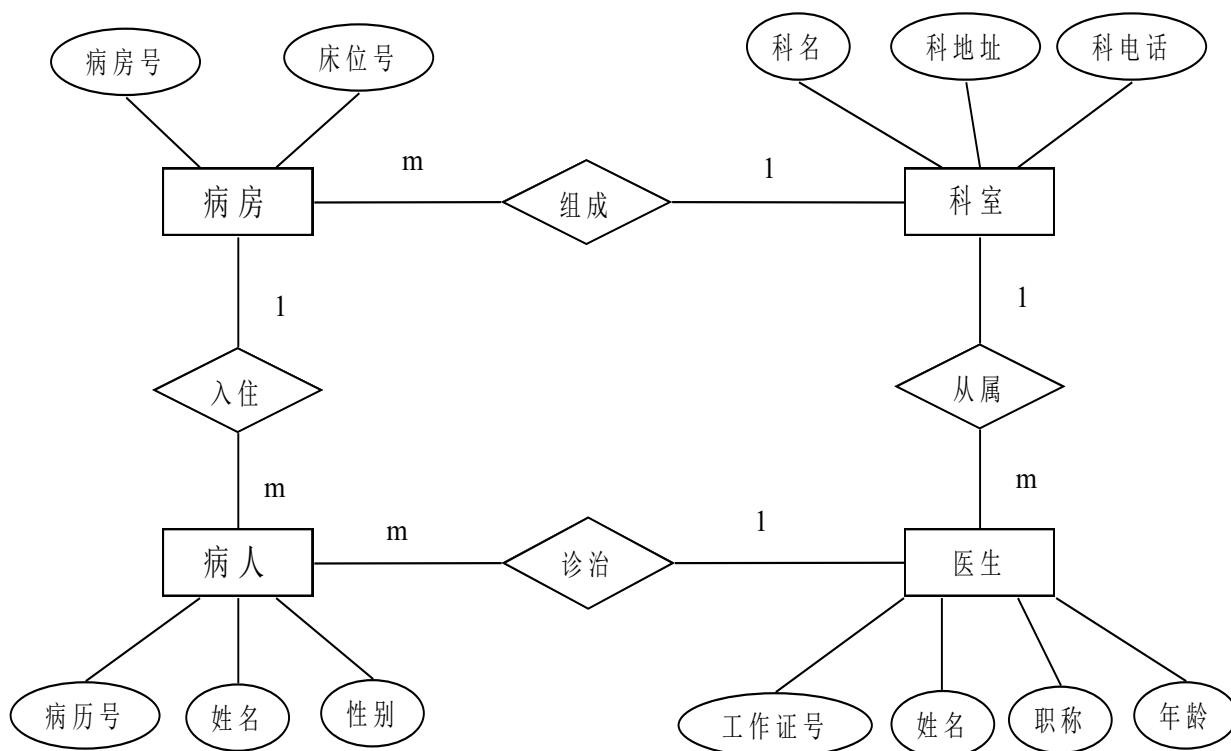 病房号
床位号
科名
科地址
科电话
病房
m
组成
1
科室
1
1
入住
从属
m
m
病人
m
诊治
1
医生
病历号
姓名
性别
工作证号
姓名
职称
年龄